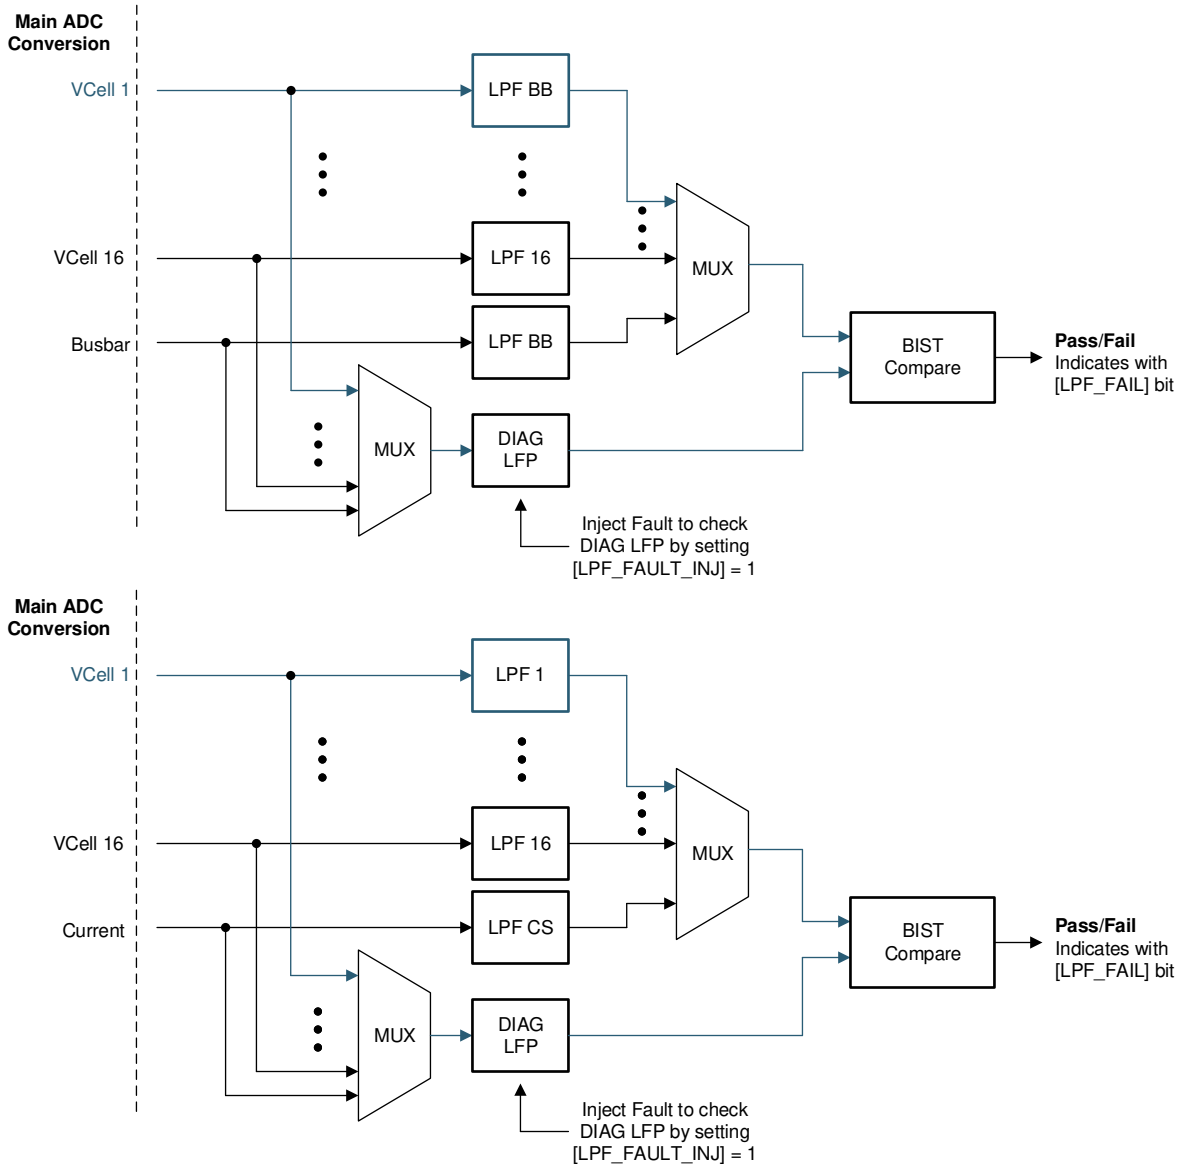 Main ADC
Conversion
VCell 1
LPF BB
VCell 16
LPF 16
MUX
Busbar
LPF BB
BIST
Compare
Pass/Fail
Indicates with
[LPF_FAIL] bit
MUX
DIAG
LFP
Inject Fault to check
DIAG LFP by setting
[LPF_FAULT_INJ] = 1
Main ADC
Conversion
VCell 1
LPF 1
VCell 16
LPF 16
MUX
Current
LPF CS
BIST
Compare
Pass/Fail
Indicates with
[LPF_FAIL] bit
MUX
DIAG
LFP
Inject Fault to check
DIAG LFP by setting
[LPF_FAULT_INJ] = 1